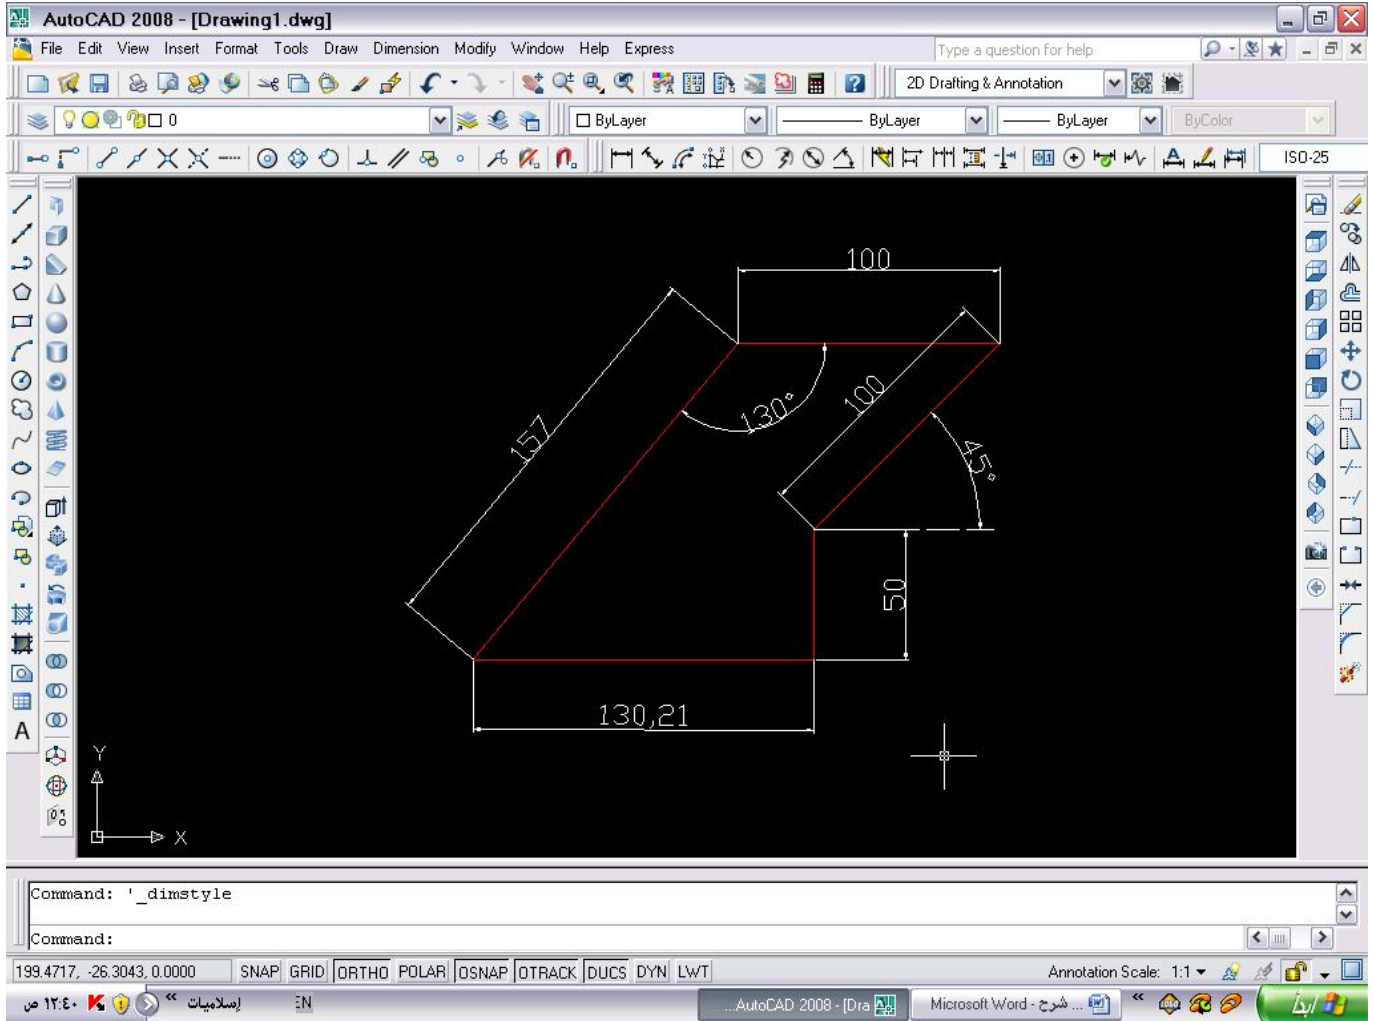 AutoCAD 2008 - [Drawing1.dwg]
File Edit View Insert Format Tools Draw Dimension Modify Window Help Express
Type a question for help
2D Drafting & Annotation
0
ByLayer
ByLayer
ByLayer
ByColor
ISO-25
100
157
130°
100
45°
50
130,21
Y
X
A
Command: '_dimstyle
Command:
199.4717, -26.3043, 0.0000
SNAP GRID ORTHO POLAR OSNAP OTRACK DUCS DYN LWT
Annotation Scale: 1:1
١٢:٤٠ ص
إسلاميات
EN
...AutoCAD 2008 - [Dra
Microsoft Word - شرح ...
ابدأ